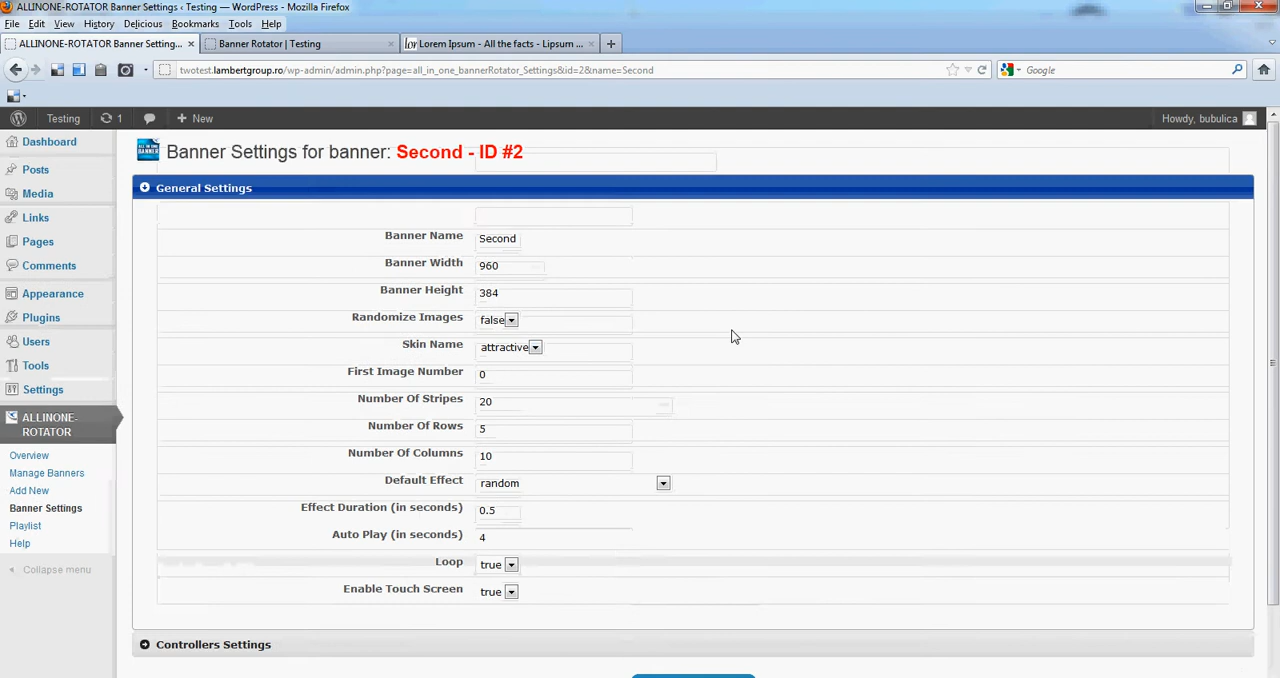 ALLINONE-ROTATOR Banner Settings ‹ Testing — WordPress - Mozilla Firefox
File Edit View History Delicious Bookmarks Tools Help
ALLINONE-ROTATOR Banner Setting... × Banner Rotator | Testing × Lorem Ipsum - All the facts - Lipsum ... × +
twotest.lambertgroup.ro/wp-admin/admin.php?page=all_in_one_bannerRotator_Settings&id=2&name=Second
Google
Testing 1 + New Howdy, bubulica
Dashboard
Posts
Media
Links
Pages
Comments
Appearance
Plugins
Users
Tools
Settings
ALLINONE-
ROTATOR
Overview
Manage Banners
Add New
Banner Settings
Playlist
Help
Collapse menu
Banner Settings for banner: Second - ID #2
General Settings
Banner Name Second
Banner Width 960
Banner Height 384
Randomize Images false
Skin Name attractive
First Image Number 0
Number Of Stripes 20
Number Of Rows 5
Number Of Columns 10
Default Effect random
Effect Duration (in seconds) 0.5
Auto Play (in seconds) 4
Loop true
Enable Touch Screen true
Controllers Settings